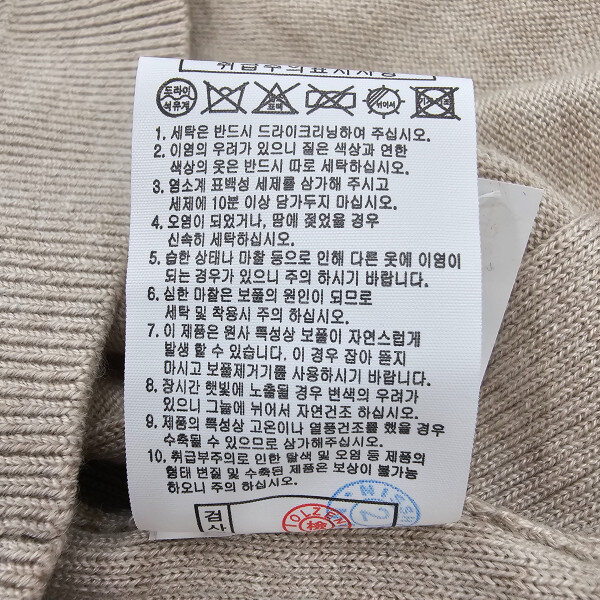 취급주의표시사항
드라이
석유계
염소
표백
뉘어서
1. 세탁은 반드시 드라이크리닝하여 주십시오.
2. 이염의 우려가 있으니 짙은 색상과 연한
색상의 옷은 반드시 따로 세탁하십시오.
3. 염소계 표백성 세제를 삼가해 주시고
세제에 10분 이상 담가두지 마십시오.
4. 오염이 되었거나, 땀에 젖었을 경우
신속히 세탁하십시오.
5. 습한 상태나 마찰 등으로 인해 다른 옷에 이염이
되는 경우가 있으니 주의 하시기 바랍니다.
6. 심한 마찰은 보풀의 원인이 되므로
세탁 및 착용시 주의 하십시오.
7. 이 제품은 원사 특성상 보풀이 자연스럽게
발생 할 수 있습니다. 이 경우 잡아 뜯지
마시고 보풀제거기를 사용하시기 바랍니다.
8. 장시간 햇빛에 노출될 경우 변색의 우려가
있으니 그늘에 뉘어서 자연건조 하십시오.
9. 제품의 특성상 고온이나 열풍건조를 했을 경우
수축될 수 있으므로 삼가해주십시오.
10. 취급부주의로 인한 탈색 및 오염 등 제품의
형태 변질 및 수축된 제품은 보상이 불가능
하오니 주의 하십시오.
검사
OLZEN
檢